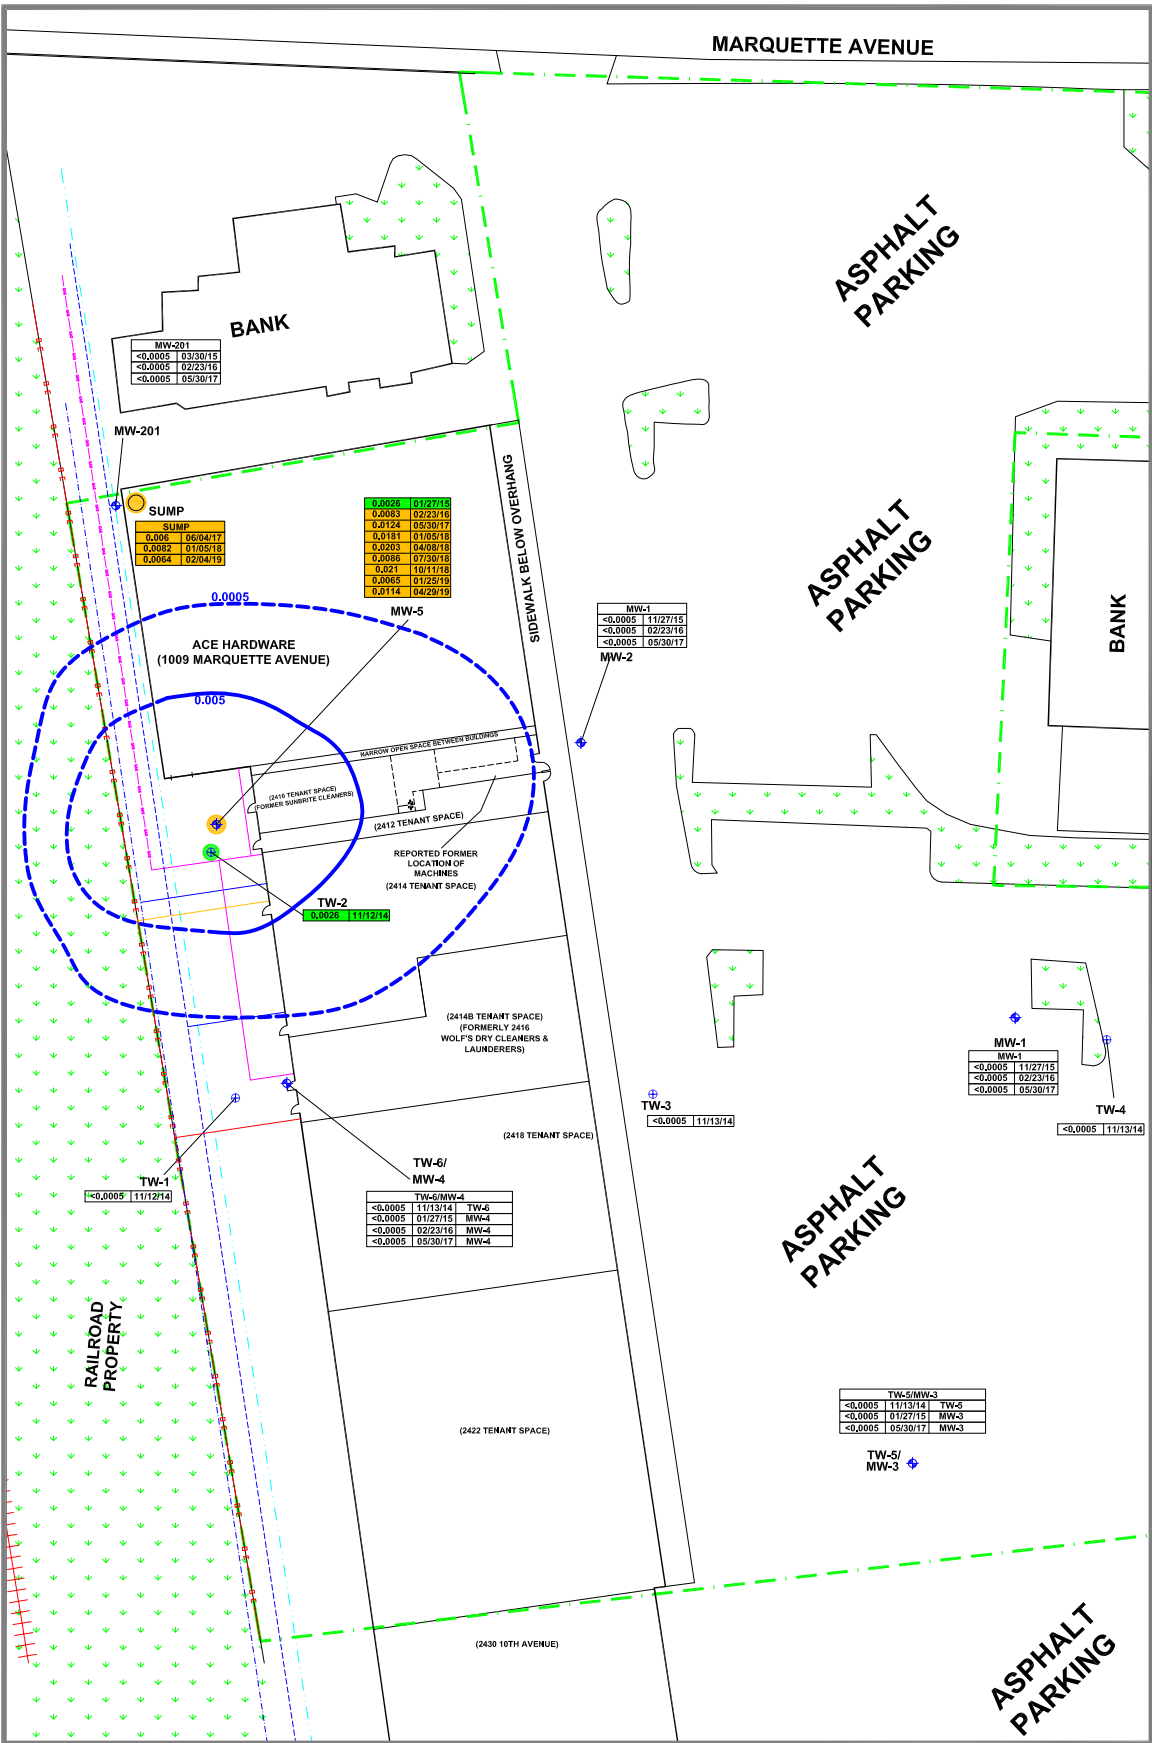 MARQUETTE AVENUE
ASPHALT
PARKING
BANK
MW-201
<0.0005 03/30/15
<0.0005 02/23/16
<0.0005 05/30/17
MW-201
SUMP
SUMP
0.006 06/04/17
0.0082 01/05/18
0.0064 02/04/19
0.0026 01/27/15
0.0083 02/23/16
0.0124 05/30/17
0.0181 01/05/18
0.0203 04/08/18
0.0086 07/30/18
0.021 10/11/18
0.0065 01/25/19
0.0114 04/29/19
MW-5
SIDEWALK BELOW OVERHANG
ASPHALT
PARKING
BANK
0.0005
ACE HARDWARE
(1009 MARQUETTE AVENUE)
MW-1
<0.0005 11/27/15
<0.0005 02/23/16
<0.0005 05/30/17
MW-2
0.005
NARROW OPEN SPACE BETWEEN BUILDINGS
(2410 TENANT SPACE)
(FORMER SUNBRITE CLEANERS)
(2412 TENANT SPACE)
REPORTED FORMER
LOCATION OF
MACHINES
(2414 TENANT SPACE)
TW-2
0.0026 11/12/14
(2414B TENANT SPACE)
(FORMERLY 2416
WOLF'S DRY CLEANERS &
LAUNDERERS)
MW-1
MW-1
<0.0005 11/27/15
<0.0005 02/23/16
<0.0005 05/30/17
TW-3
<0.0005 11/13/14
TW-4
<0.0005 11/13/14
(2418 TENANT SPACE)
TW-1
<0.0005 11/12/14
TW-6/
MW-4
TW-6/MW-4
<0.0005 11/13/14 TW-6
<0.0005 01/27/15 MW-4
<0.0005 02/23/16 MW-4
<0.0005 05/30/17 MW-4
ASPHALT
PARKING
RAILROAD
PROPERTY
(2422 TENANT SPACE)
TW-5/MW-3
<0.0005 11/13/14 TW-5
<0.0005 01/27/15 MW-3
<0.0005 05/30/17 MW-3
TW-5/
MW-3
(2430 10TH AVENUE)
ASPHALT
PARKING